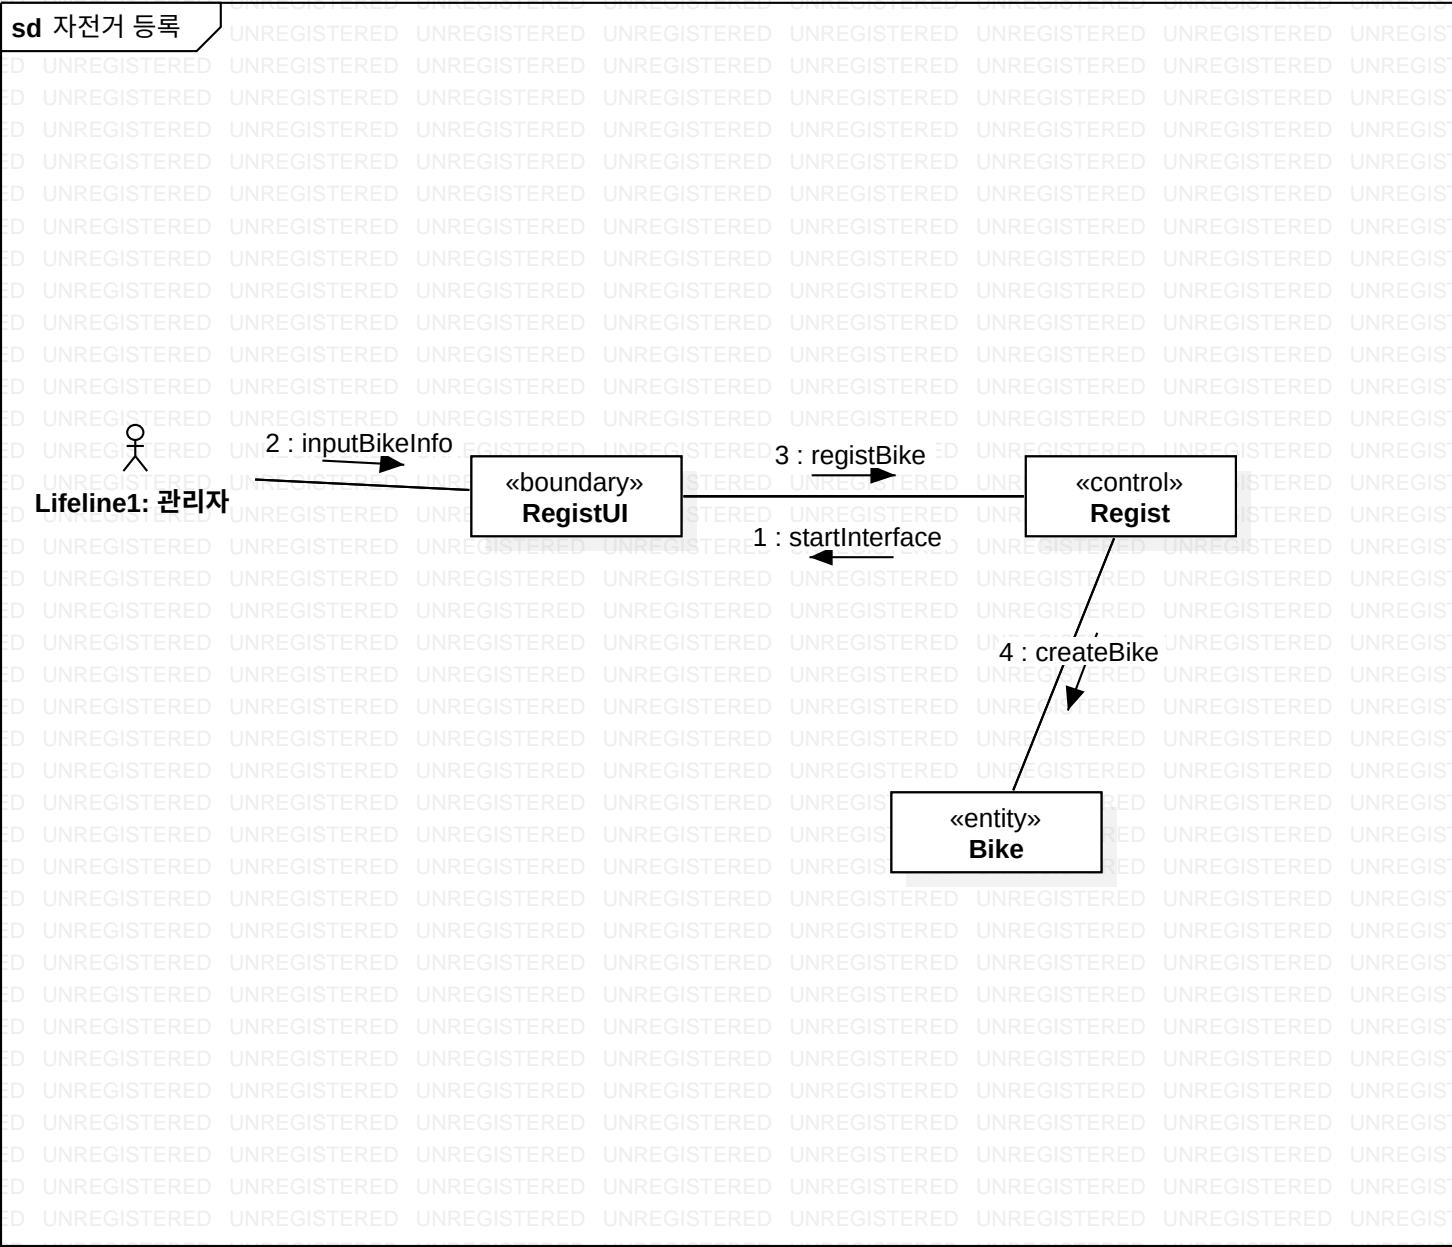 sd 자전거 등록
2 : inputBikeInfo
Lifeline1: 관리자
«boundary»
RegistUI
3 : registBike
1 : startInterface
«control»
Regist
4 : createBike
«entity»
Bike
UNREGISTERED